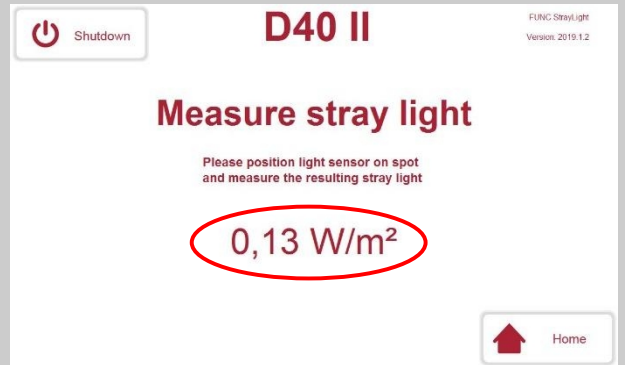 Shutdown
D40 II
FUNC StrayLight
Version: 2019.1.2
Measure stray light
Please position light sensor on spot
and measure the resulting stray light
0,13 W/m²
Home